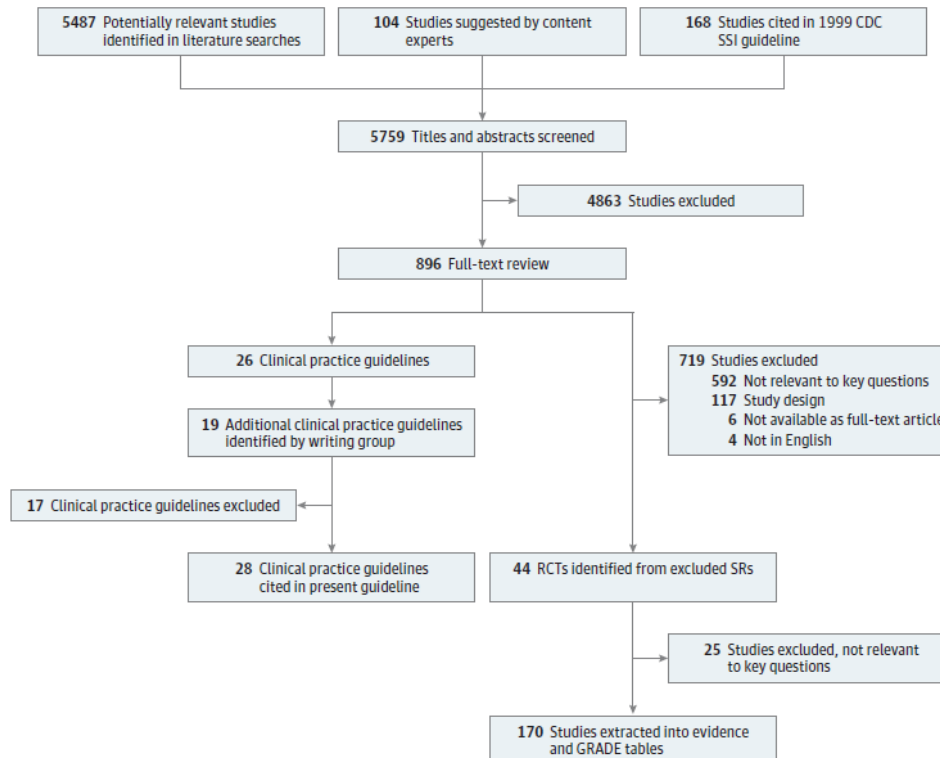 5487 Potentially relevant studies
identified in literature searches
104 Studies suggested by content
experts
168 Studies cited in 1999 CDC
SSI guideline
5759 Titles and abstracts screened
4863 Studies excluded
896 Full-text review
26 Clinical practice guidelines
719 Studies excluded
592 Not relevant to key questions
117 Study design
6 Not available as full-text article
4 Not in English
19 Additional clinical practice guidelines
identified by writing group
17 Clinical practice guidelines excluded
28 Clinical practice guidelines
cited in present guideline
44 RCTs identified from excluded SRs
25 Studies excluded, not relevant
to key questions
170 Studies extracted into evidence
and GRADE tables